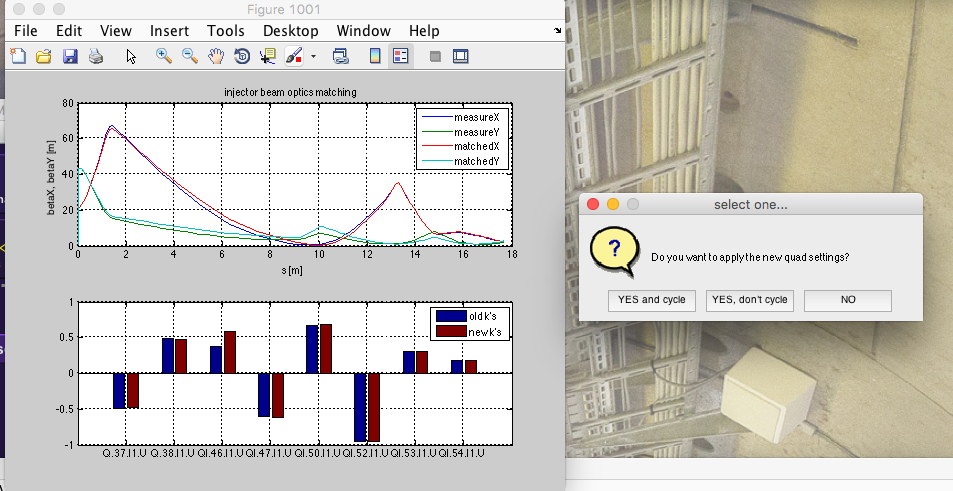 Figure 1001
File Edit View Insert Tools Desktop Window Help
injector beam optics matching
80
60
40
20
0
betaX, betaY [m]
measureX
measureY
matchedX
matchedY
0 2 4 6 8 10 12 14 16 18
s [m]
1
0.5
0
-0.5
-1
old k's
new k's
QI.37.I1.U QI.38.I1.U QI.46.I1.U QI.47.I1.U QI.50.I1.U QI.52.I1.U QI.53.I1.U QI.54.I1.U
select one...
?
Do you want to apply the new quad settings?
YES and cycle YES, don't cycle NO